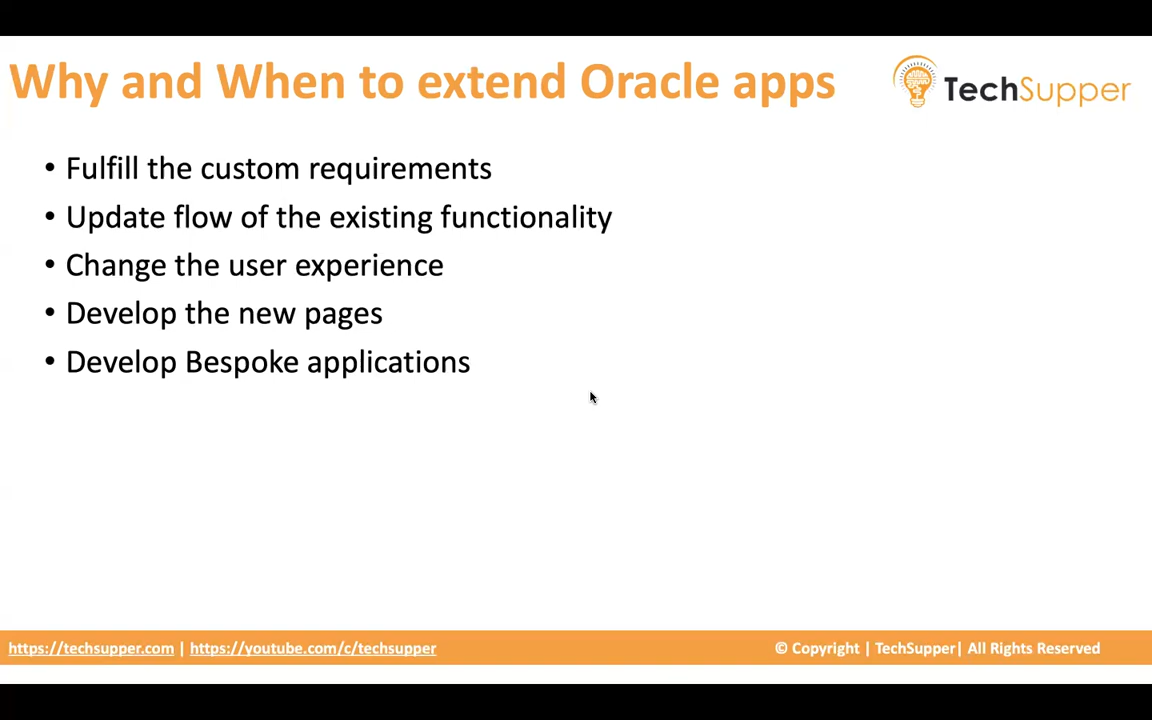 Why and When to extend Oracle apps
TechSupper
• Fulfill the custom requirements
• Update flow of the existing functionality
• Change the user experience
• Develop the new pages
• Develop Bespoke applications
https://techsupper.com | https://youtube.com/c/techsupper
© Copyright | TechSupper| All Rights Reserved